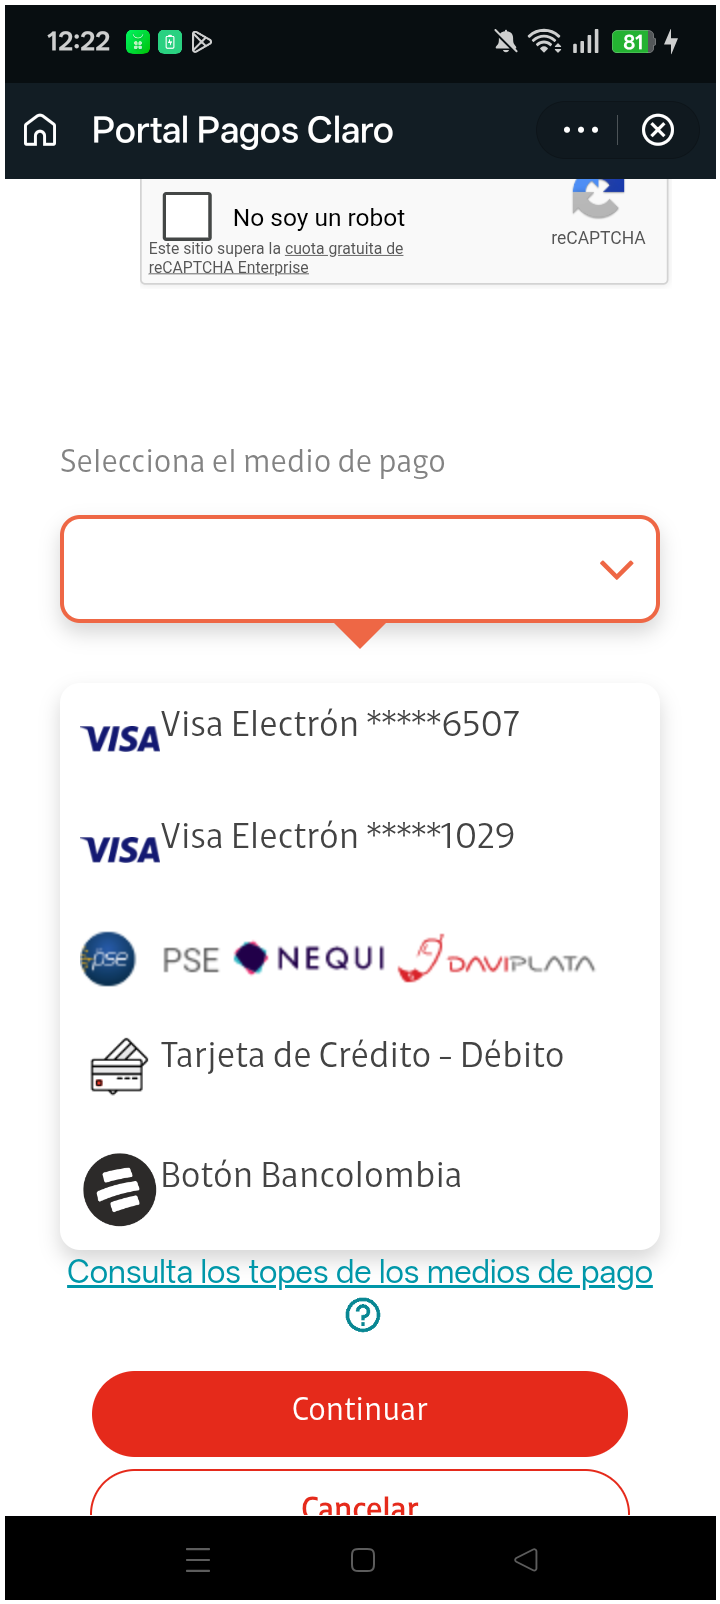 12:22
81
Portal Pagos Claro
No soy un robot
Este sitio supera la cuota gratuita de
reCAPTCHA Enterprise
reCAPTCHA
Selecciona el medio de pago
VISA Visa Electrón *****6507
VISA Visa Electrón *****1029
pse PSE NEQUI DAVIPLATA
Tarjeta de Crédito - Débito
Botón Bancolombia
Consulta los topes de los medios de pago
?
Continuar
Cancelar